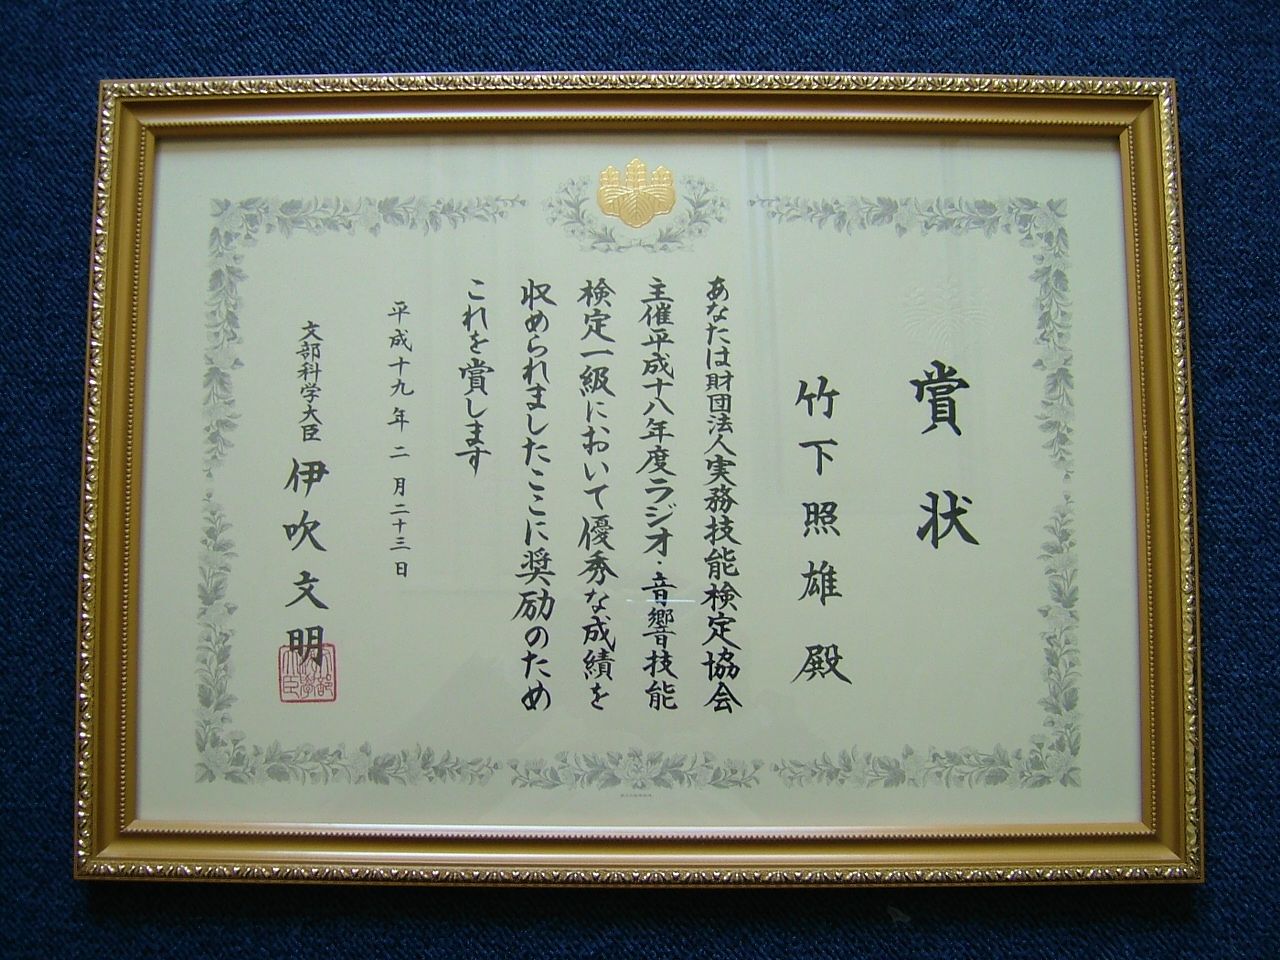 賞状
竹下照雄殿
あなたは財団法人実務技能検定協会
主催平成十八年度ラジオ・音響技能
検定一級において優秀な成績を
収められましたここに奨励のため
これを賞します
平成十九年二月二十三日
文部科学大臣 伊吹文明